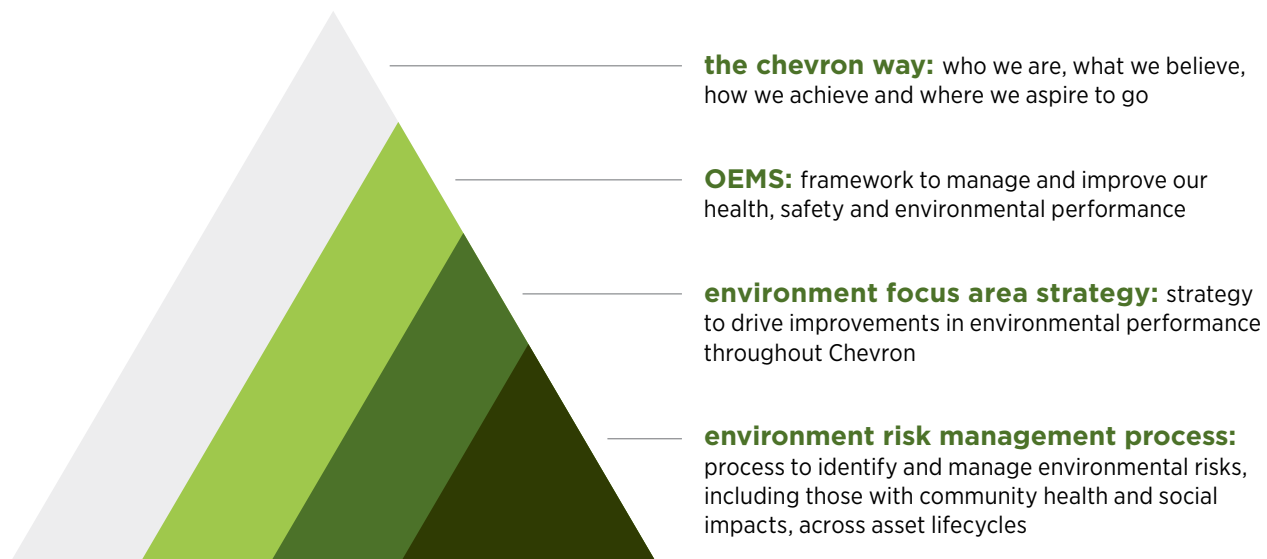 the chevron way: who we are, what we believe,
how we achieve and where we aspire to go
OEMS: framework to manage and improve our
health, safety and environmental performance
environment focus area strategy: strategy
to drive improvements in environmental performance
throughout Chevron
environment risk management process:
process to identify and manage environmental risks,
including those with community health and social
impacts, across asset lifecycles